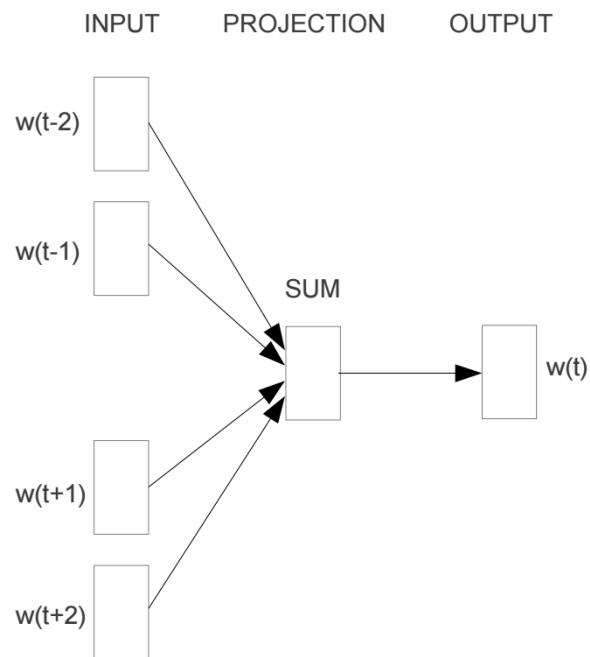 INPUT PROJECTION OUTPUT
w(t-2)
w(t-1)
SUM
w(t)
w(t+1)
w(t+2)